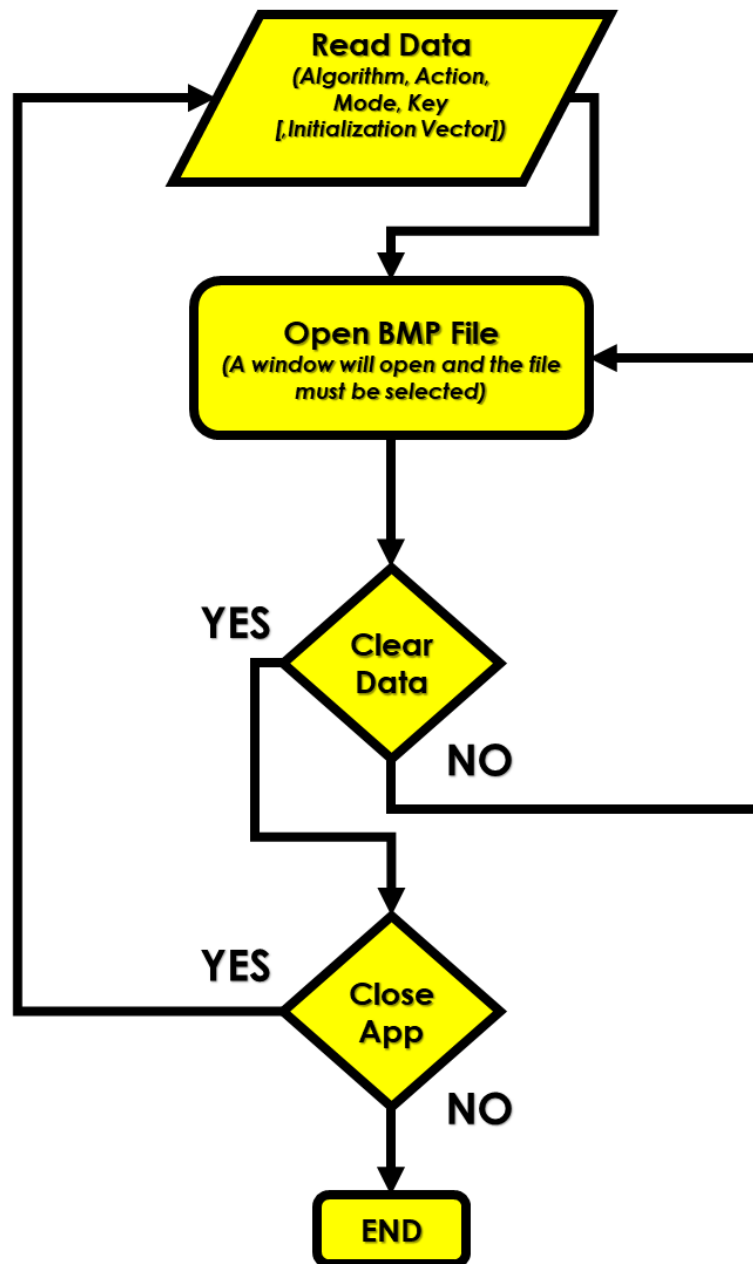 Read Data
(Algorithm, Action,
Mode, Key
[,Initialization Vector])
Open BMP File
(A window will open and the file
must be selected)
YES
Clear
Data
NO
YES
Close
App
NO
END